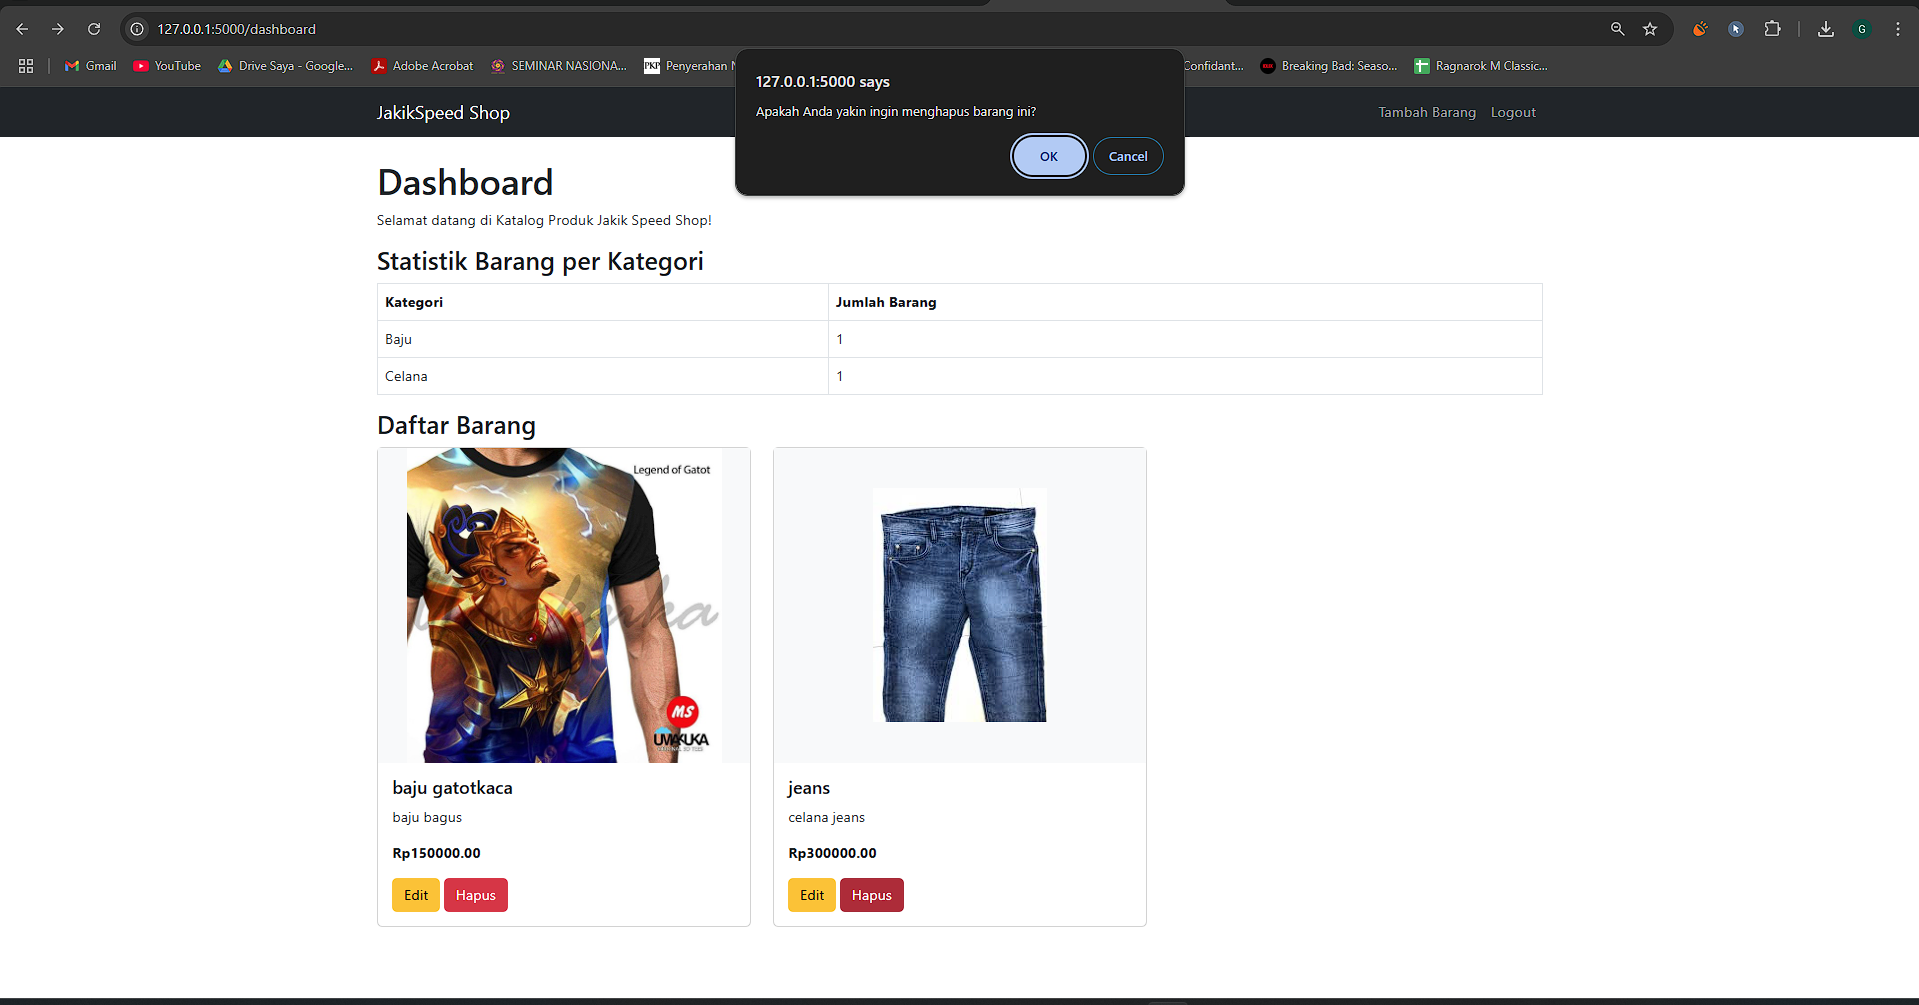 127.0.0.1:5000/dashboard
G
Gmail
YouTube
Drive Saya - Google...
Adobe Acrobat
SEMINAR NASIONA...
PKP Penyerahan
Confidant...
Breaking Bad: Seaso...
Ragnarok M Classic...
127.0.0.1:5000 says
Apakah Anda yakin ingin menghapus barang ini?
OK
Cancel
JakikSpeed Shop
Tambah Barang
Logout
Dashboard
Selamat datang di Katalog Produk Jakik Speed Shop!
Statistik Barang per Kategori
Kategori Jumlah Barang
Baju 1
Celana 1
Daftar Barang
Legend of Gatot
MS
UMAKUKA
baju gatotkaca
baju bagus
Rp150000.00
Edit Hapus
jeans
celana jeans
Rp300000.00
Edit Hapus